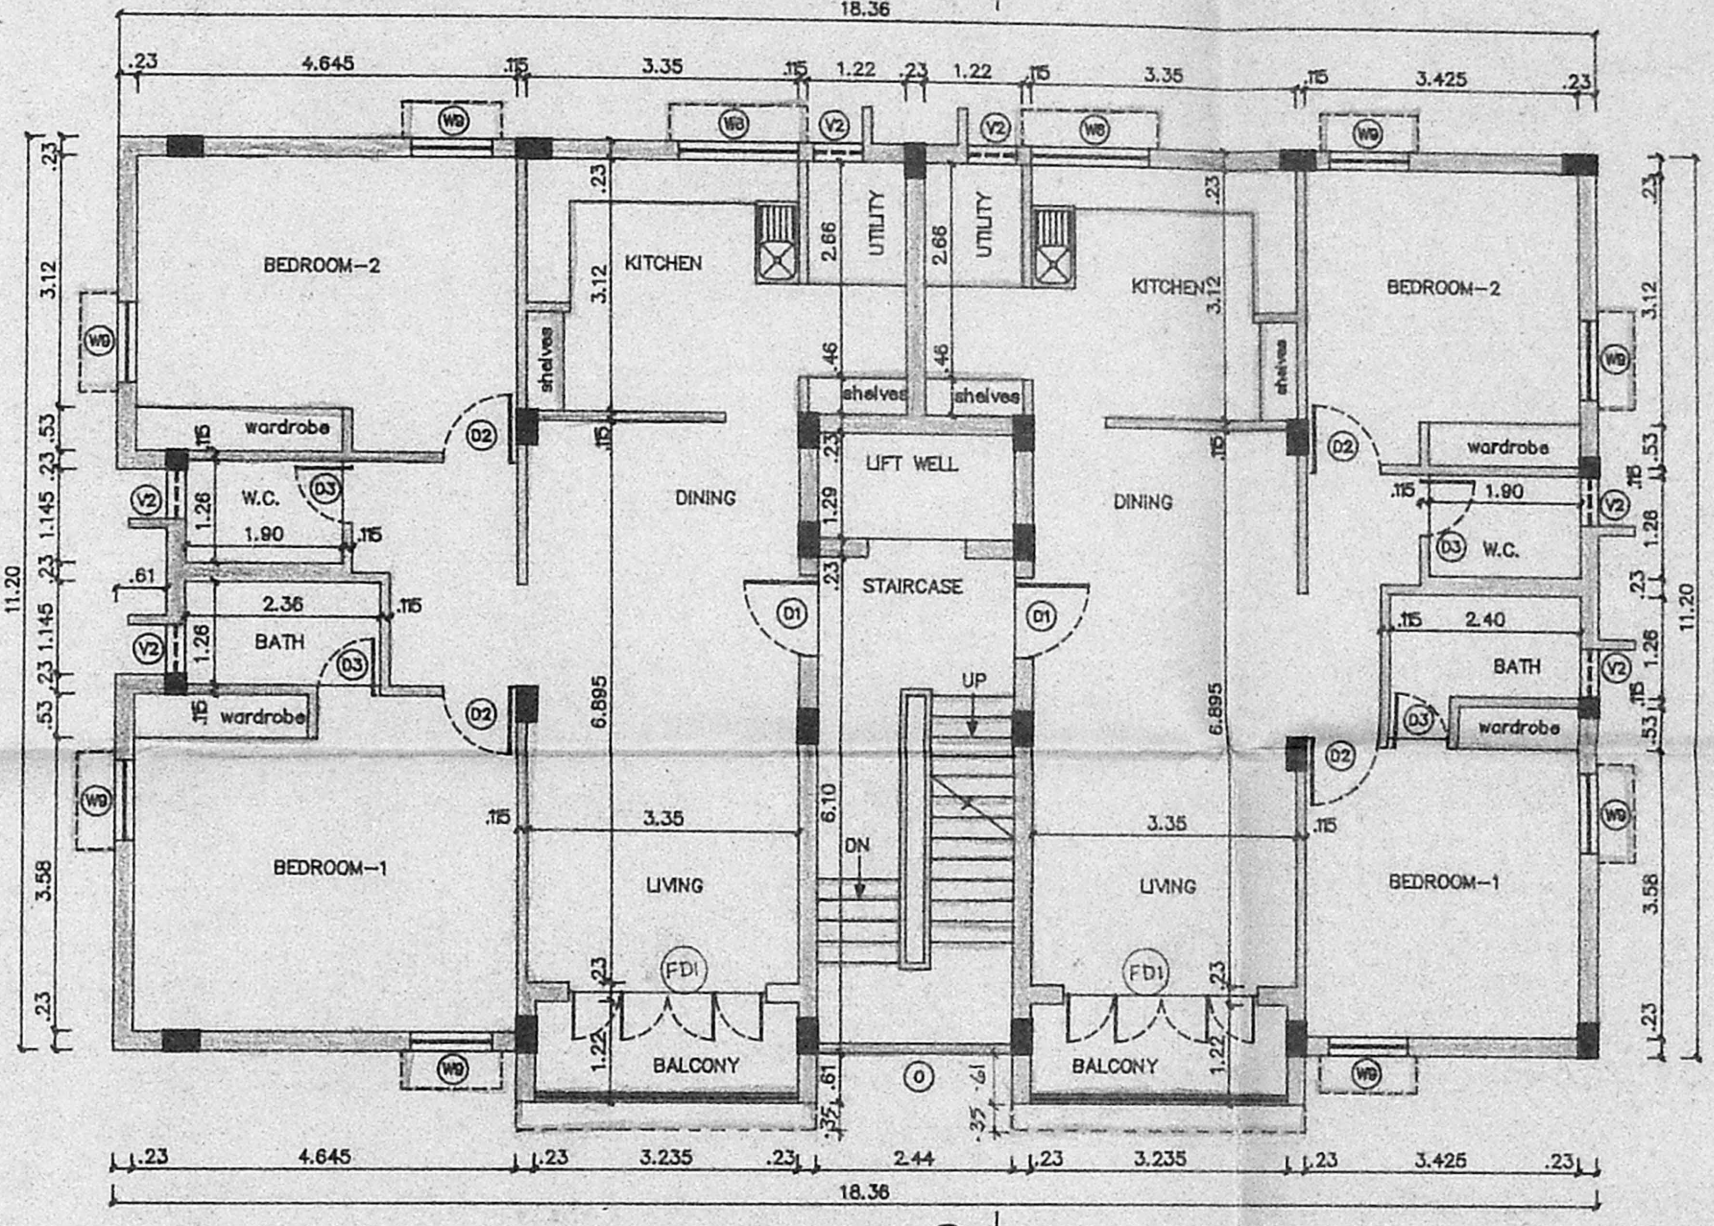 18.36
.23 4.645 .115 3.35 .115 1.22 .23 1.22 .115 3.35 .115 3.425 .23
W9 W6 V2 V2 W6 W9
.23 .23 .23 .23
BEDROOM-2 KITCHEN UTILITY UTILITY KITCHEN BEDROOM-2
3.12 3.12 2.66 2.66 3.12 3.12
W9 W9
shelves .46 .46 shelves
shelves shelves
.53 wardrobe D2 D2 wardrobe .53
.115 .115 .23 .115 .115
.23 LIFT WELL
V2 W.C. D3 DINING DINING .115 1.90 V2
1.145 1.26 1.29 1.26
1.90 .115 D3 W.C.
.23 .61 .23 STAIRCASE .23
11.20 2.36 .115 D1 D1 .115 2.40 11.20
1.145 V2 1.26 BATH D3 BATH V2 1.26
.23 .115 UP .115
.53 wardrobe D2 6.895 6.895 D3 wardrobe .53
D2
W9 W9
.115 3.35 6.10 3.35 .115
DN
3.58 BEDROOM-1 LIVING LIVING BEDROOM-1 3.58
.23 .23 FD1 FD1 .23 .23
W9 1.22 BALCONY .61 O .61 BALCONY 1.22 W9
.35 .35
.23 4.645 .23 3.235 .23 2.44 .23 3.235 .23 3.425 .23
18.36